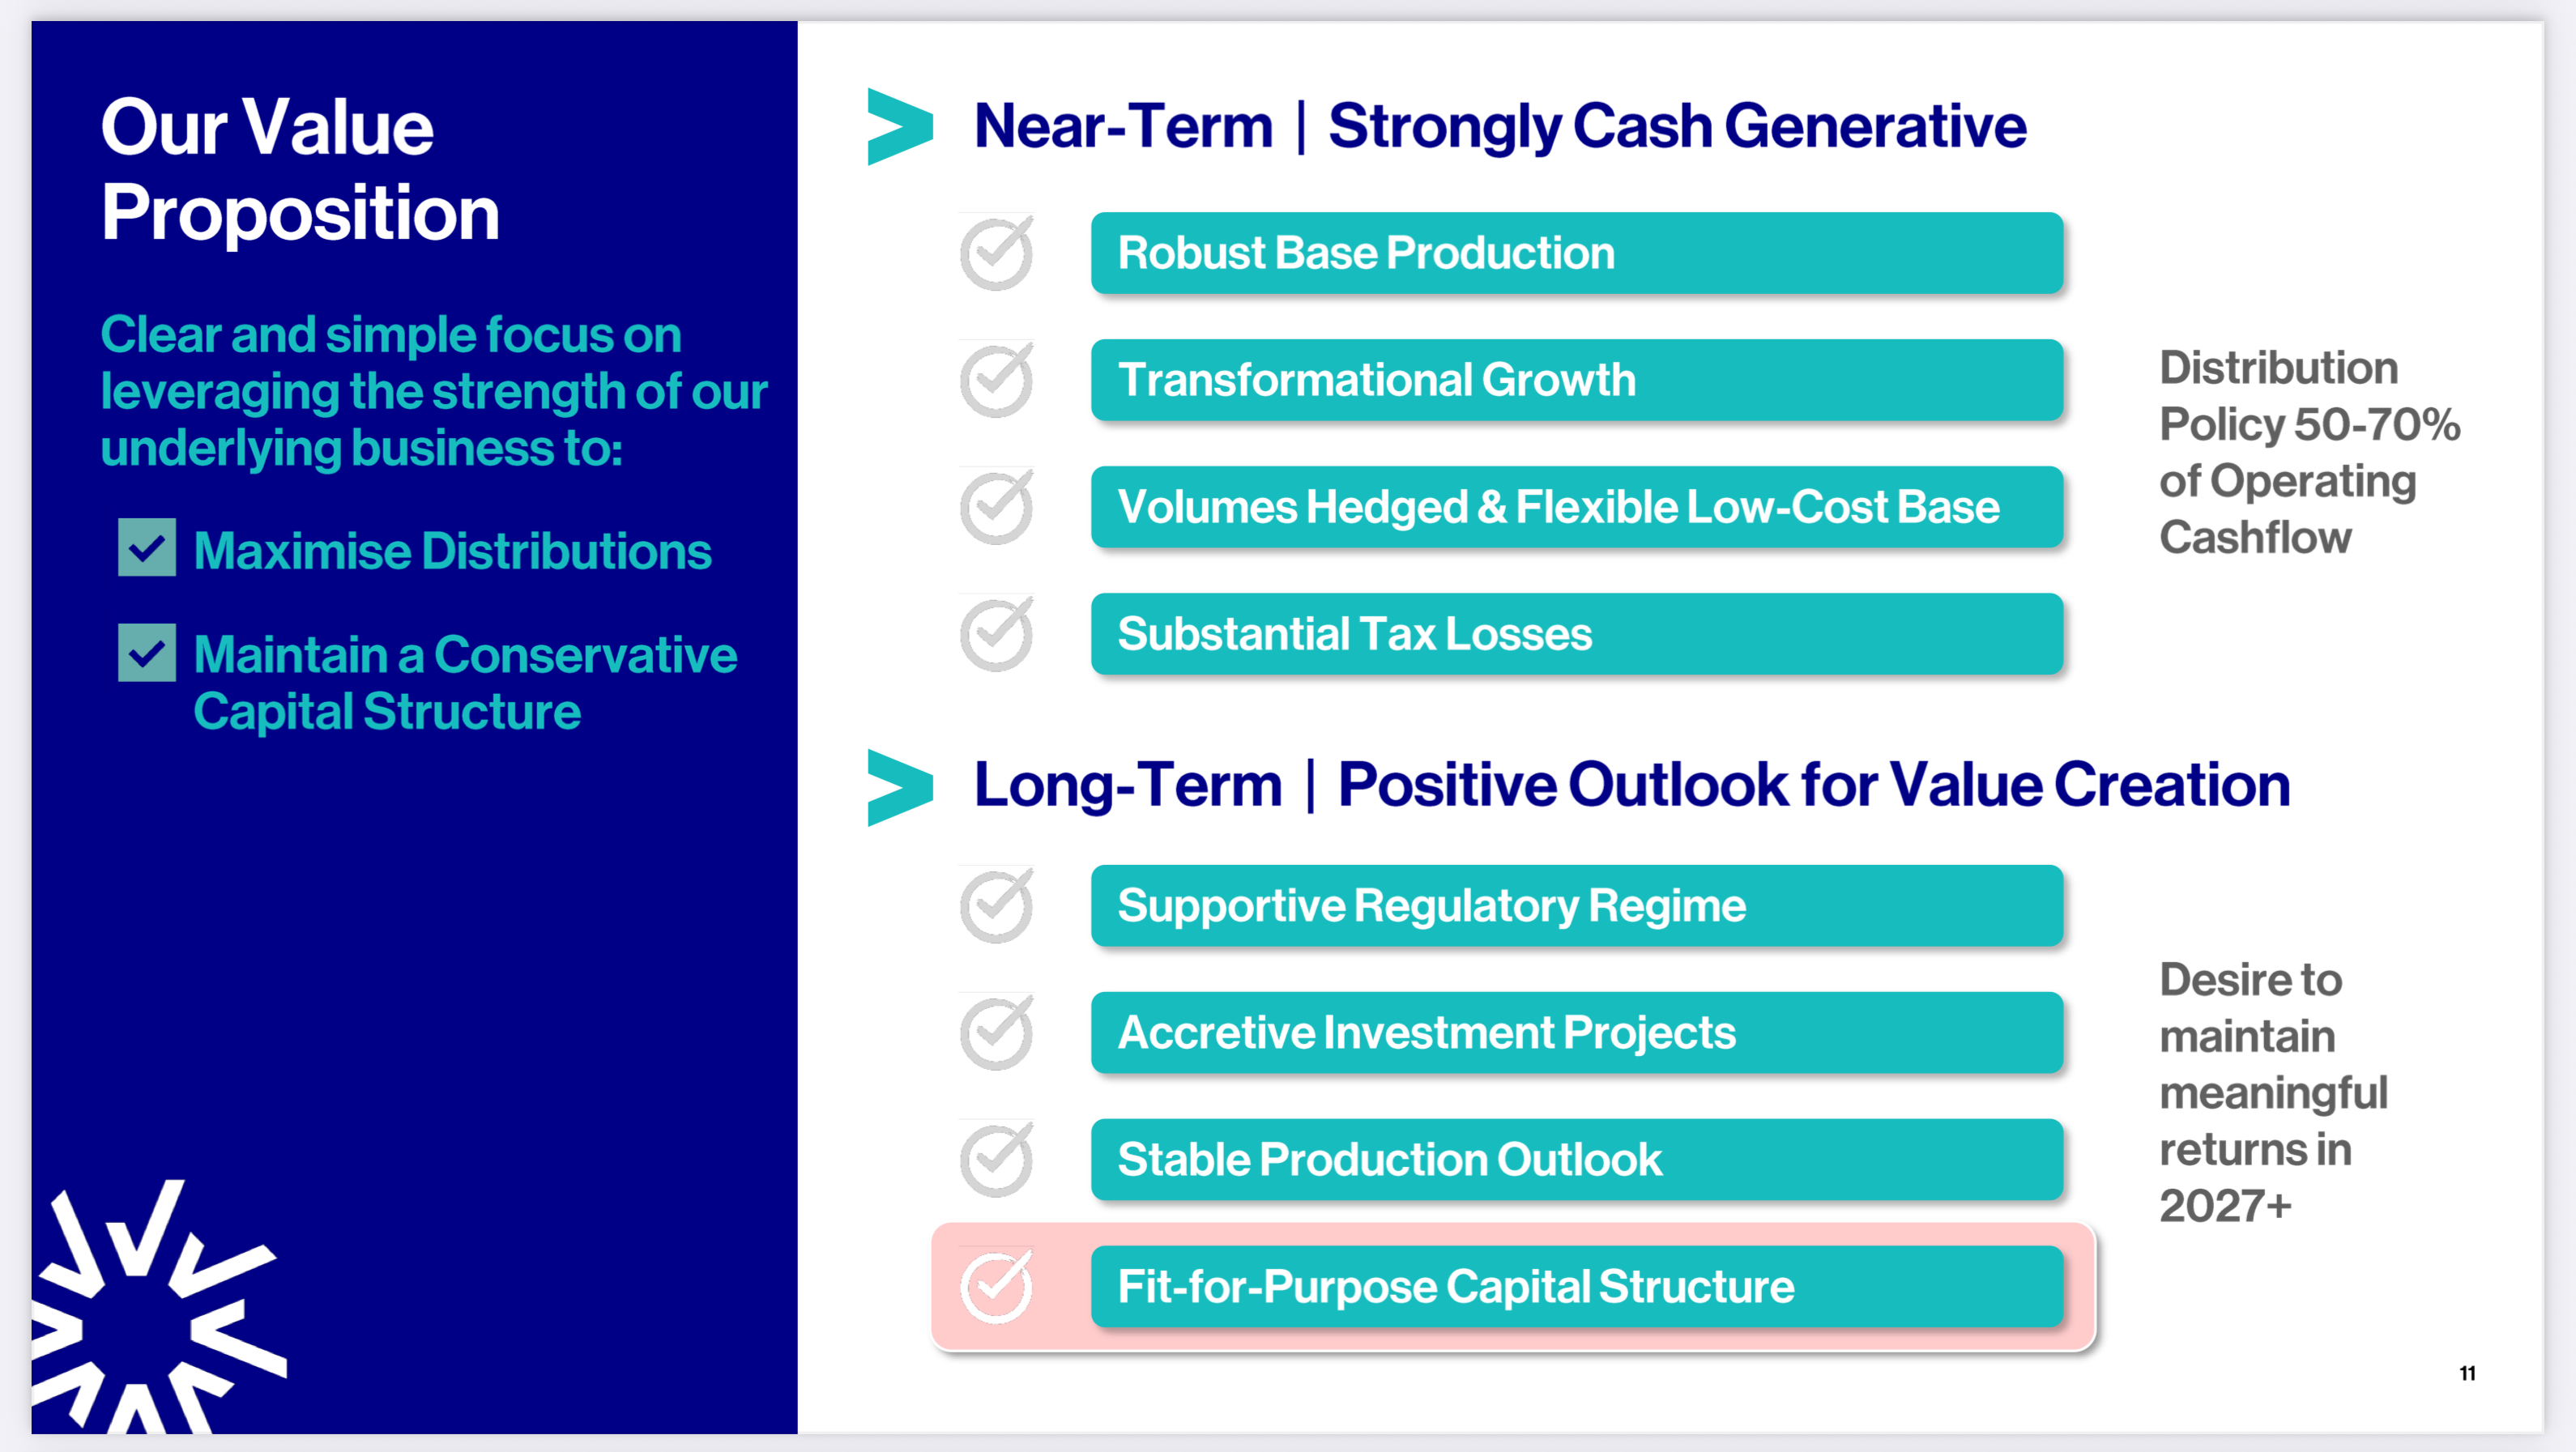 Our Value
Proposition
Clear and simple focus on
leveraging the strength of our
underlying business to:
Maximise Distributions
Maintain a Conservative
Capital Structure
Near-Term | Strongly Cash Generative
Robust Base Production
Transformational Growth
Volumes Hedged & Flexible Low-Cost Base
Substantial Tax Losses
Distribution
Policy 50-70%
of Operating
Cashflow
Long-Term | Positive Outlook for Value Creation
Supportive Regulatory Regime
Accretive Investment Projects
Stable Production Outlook
Fit-for-Purpose Capital Structure
Desire to
maintain
meaningful
returns in
2027+
11